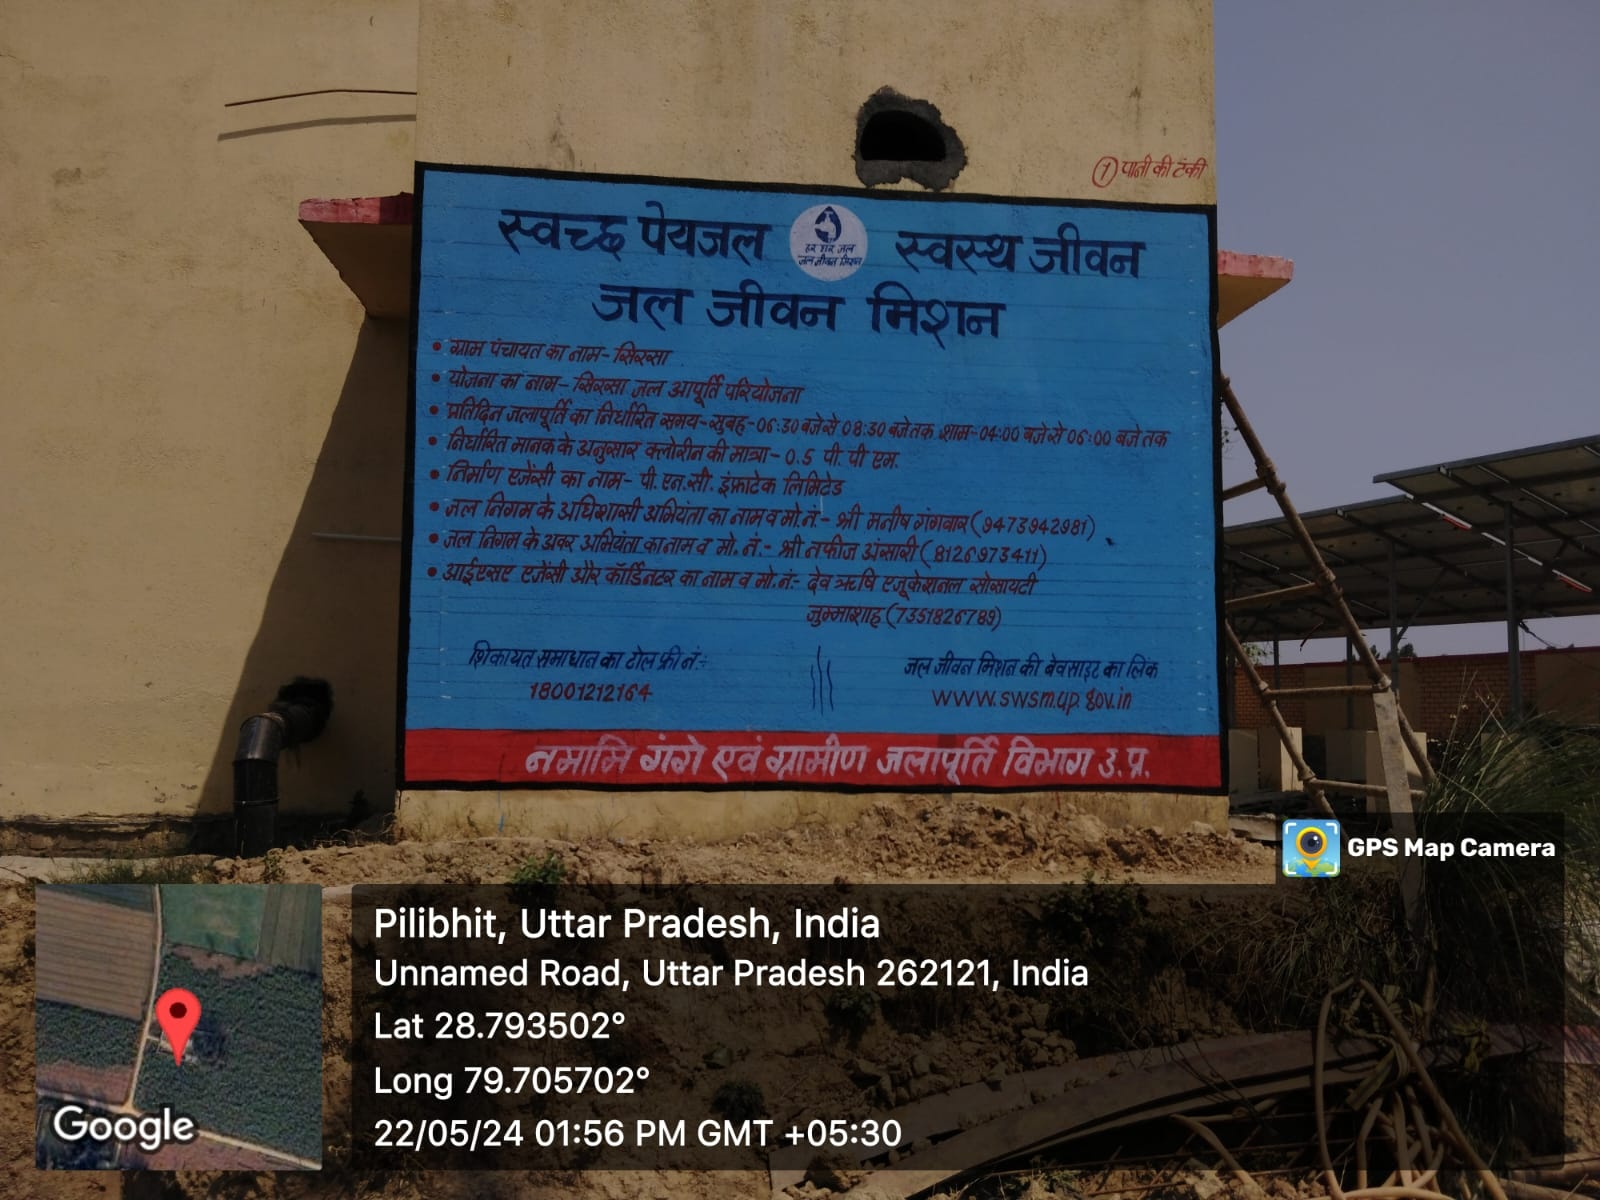 ① पानी की टंकी
स्वच्छ पेयजल स्वस्थ जीवन
हर घर जल
जल जीवन मिशन
जल जीवन मिशन
• ग्राम पंचायत का नाम- सिरसा
• योजना का नाम- सिरसा जल आपूर्ति परियोजना
• प्रतिदिन जलापूर्ति का निर्धारित समय-सुबह-06:30 बजे से 08:30 बजे तक शाम-04:00 बजे से 06:00 बजे तक
• निर्धारित मानक के अनुसार क्लोरीन की मात्रा- 0.5 पी. पी एम.
• निर्माण एजेंसी का नाम- पी. एन. सी. इंफ्राटेक लिमिटेड
• जल निगम के अधिशासी अभियंता का नाम व मो. नं.- श्री मनीष गंगवार (9473942981)
• जल निगम के अवर अभियंता का नाम व मो. नं.- श्री नफीज अंसारी (8126973411)
• आईएसए एजेंसी और कॉर्डिनेटर का नाम व मो. नं:- देव ऋषि एजूकेशनल सोसायटी
जुम्माशाह (7351826789)
शिकायत समाधान का टोल फ्री नं.:-
18001212164
जल जीवन मिशन की बेवसाइट का लिंक
www.swsm.up.gov.in
नमामि गंगे एवं ग्रामीण जलापूर्ति विभाग उ.प्र.
GPS Map Camera
Pilibhit, Uttar Pradesh, India
Unnamed Road, Uttar Pradesh 262121, India
Lat 28.793502°
Long 79.705702°
22/05/24 01:56 PM GMT +05:30
Google